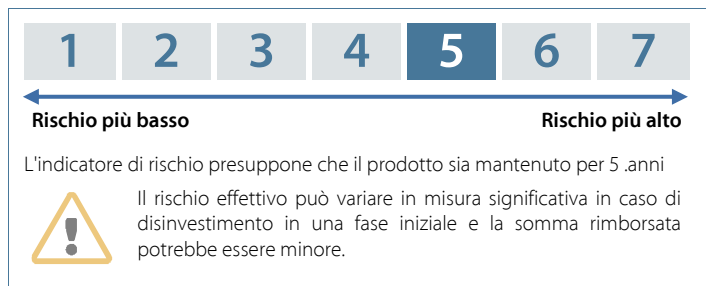 1 2 3 4 5 6 7
Rischio più basso Rischio più alto
L'indicatore di rischio presuppone che il prodotto sia mantenuto per 5 .anni
Il rischio effettivo può variare in misura significativa in caso di
disinvestimento in una fase iniziale e la somma rimborsata
potrebbe essere minore.